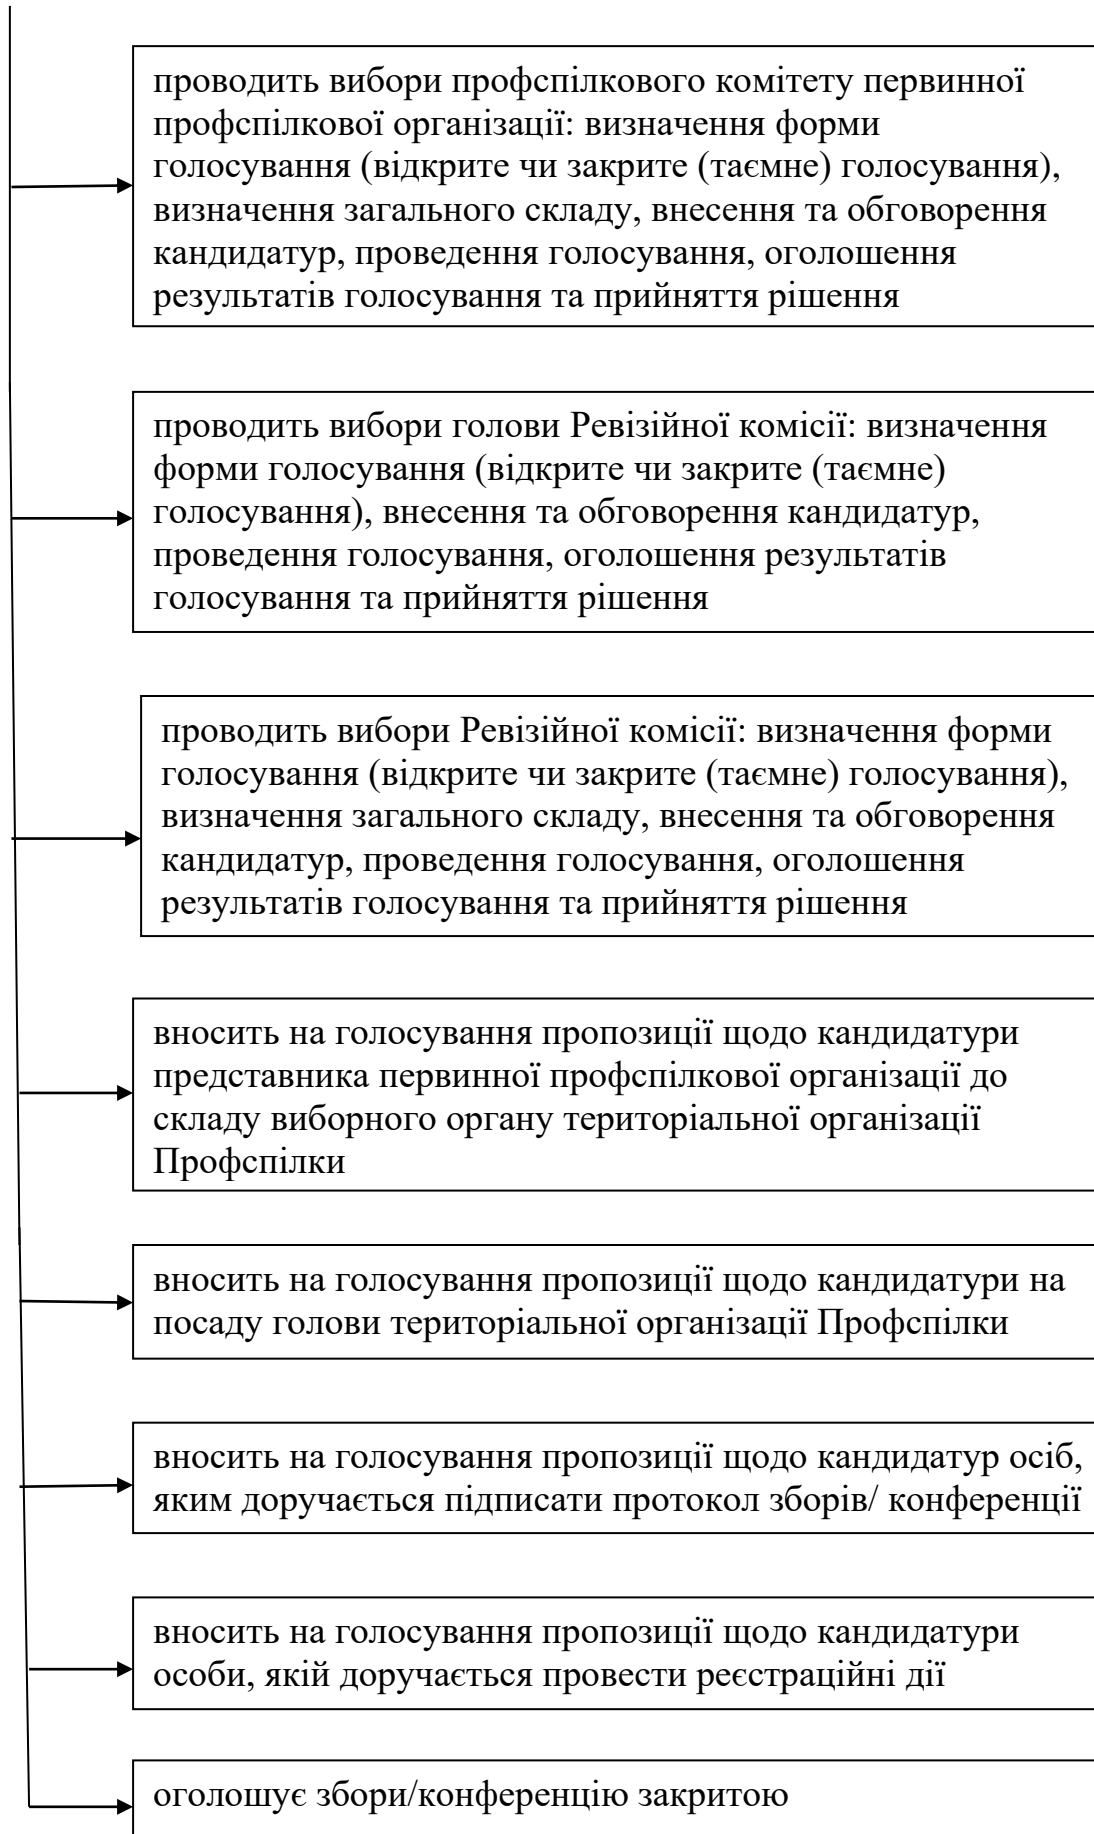 проводить вибори профспілкового комітету первинної
профспілкової організації: визначення форми
голосування (відкрите чи закрите (таємне) голосування),
визначення загального складу, внесення та обговорення
кандидатур, проведення голосування, оголошення
результатів голосування та прийняття рішення
проводить вибори голови Ревізійної комісії: визначення
форми голосування (відкрите чи закрите (таємне)
голосування), внесення та обговорення кандидатур,
проведення голосування, оголошення результатів
голосування та прийняття рішення
проводить вибори Ревізійної комісії: визначення форми
голосування (відкрите чи закрите (таємне) голосування),
визначення загального складу, внесення та обговорення
кандидатур, проведення голосування, оголошення
результатів голосування та прийняття рішення
вносить на голосування пропозиції щодо кандидатури
представника первинної профспілкової організації до
складу виборного органу територіальної організації
Профспілки
вносить на голосування пропозиції щодо кандидатури на
посаду голови територіальної організації Профспілки
вносить на голосування пропозиції щодо кандидатур осіб,
яким доручається підписати протокол зборів/ конференції
вносить на голосування пропозиції щодо кандидатури
особи, якій доручається провести реєстраційні дії
оголошує збори/конференцію закритою